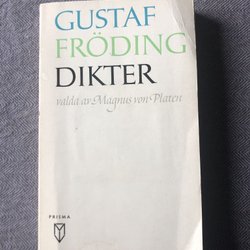 GUSTAF
FRÖDING
DIKTER
valda av Magnus von Platen
PRISMA